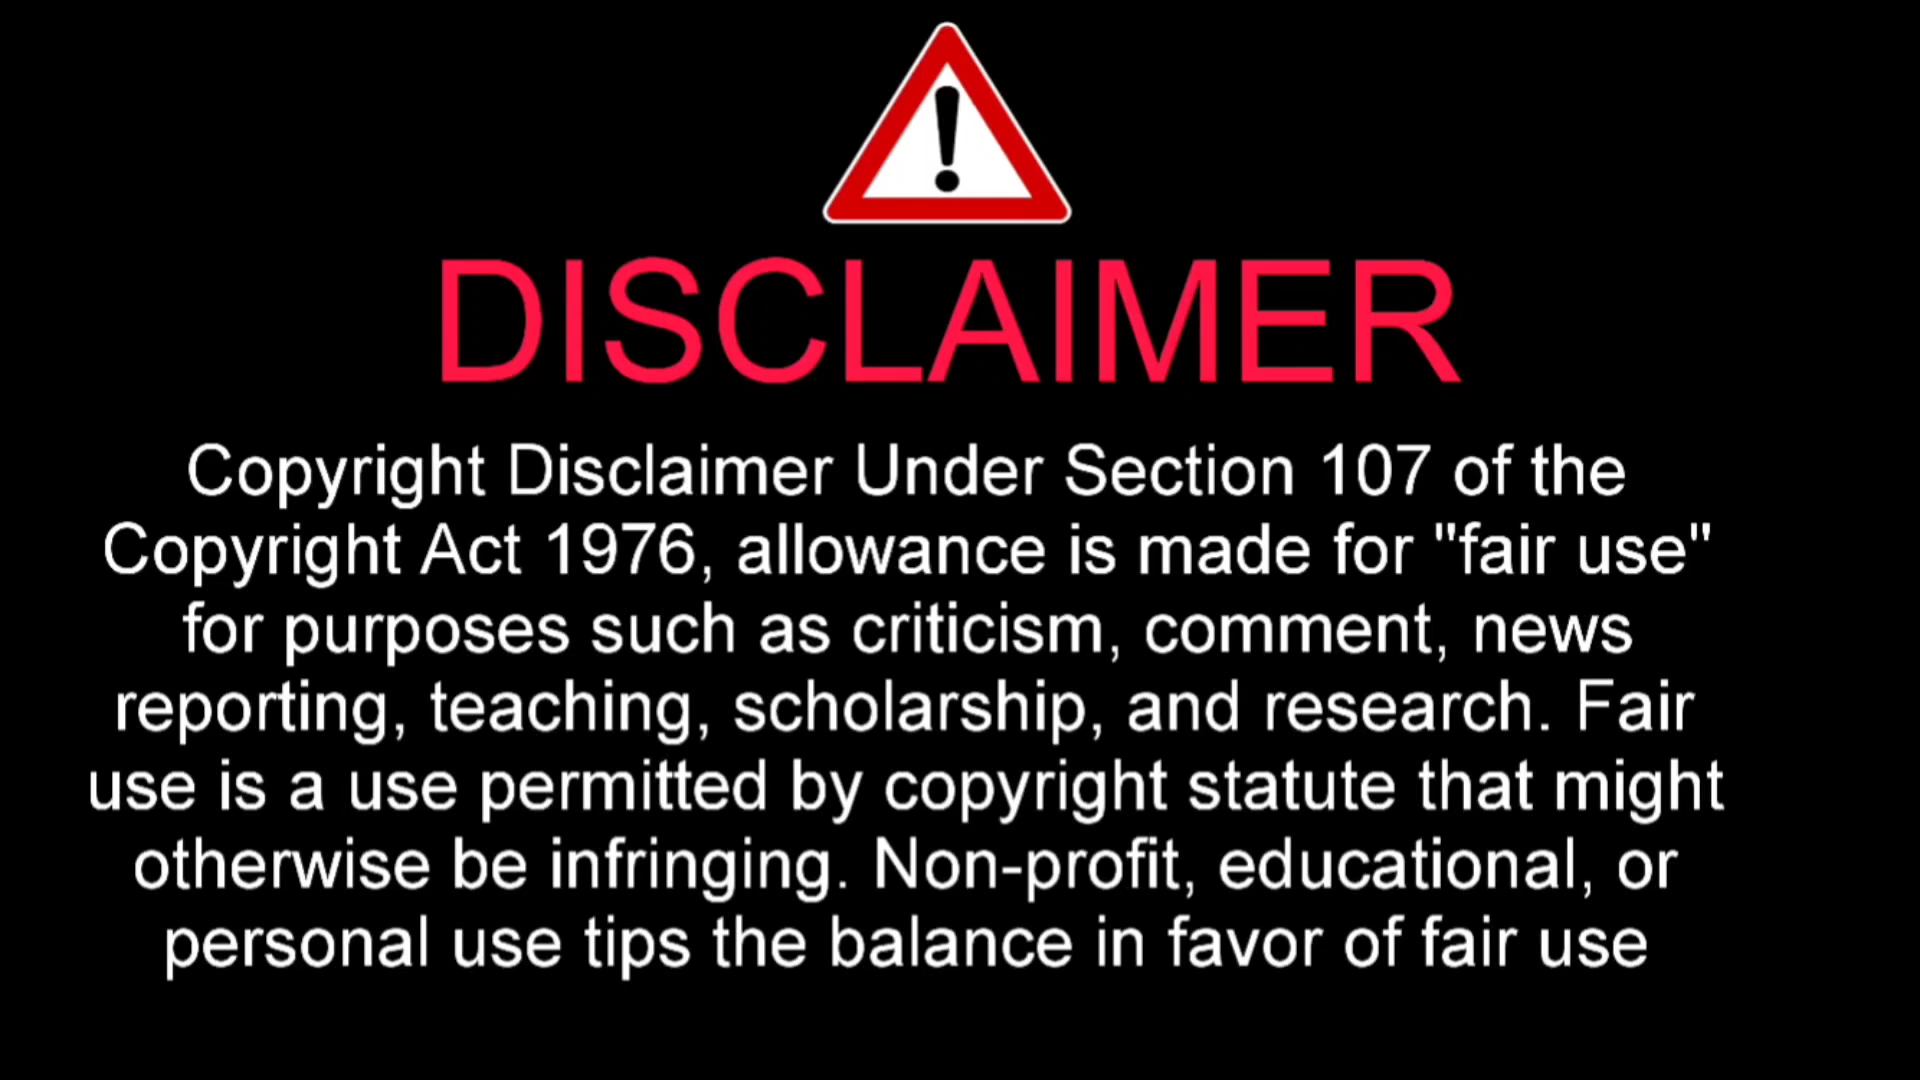 DISCLAIMER
Copyright Disclaimer Under Section 107 of the
Copyright Act 1976, allowance is made for "fair use"
for purposes such as criticism, comment, news
reporting, teaching, scholarship, and research. Fair
use is a use permitted by copyright statute that might
otherwise be infringing. Non-profit, educational, or
personal use tips the balance in favor of fair use